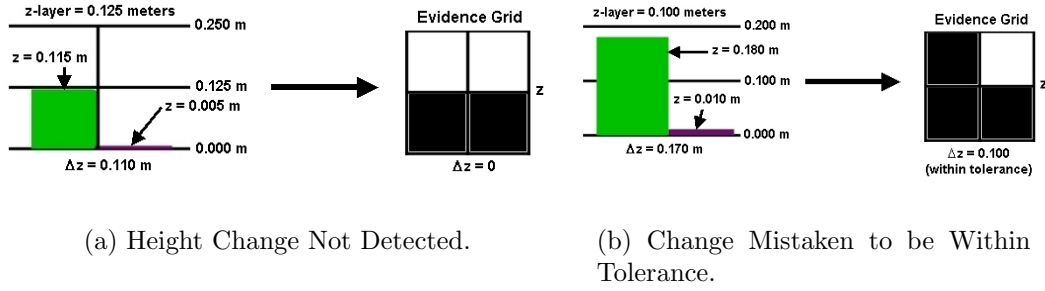 z-layer = 0.125 meters
0.250 m
z = 0.115 m
0.125 m
z = 0.005 m
0.000 m
Δz = 0.110 m
Evidence Grid
z
Δz = 0
z-layer = 0.100 meters
0.200 m
z = 0.180 m
0.100 m
z = 0.010 m
0.000 m
Δz = 0.170 m
Evidence Grid
z
Δz = 0.100
(within tolerance)
(a) Height Change Not Detected.
(b) Change Mistaken to be Within
Tolerance.